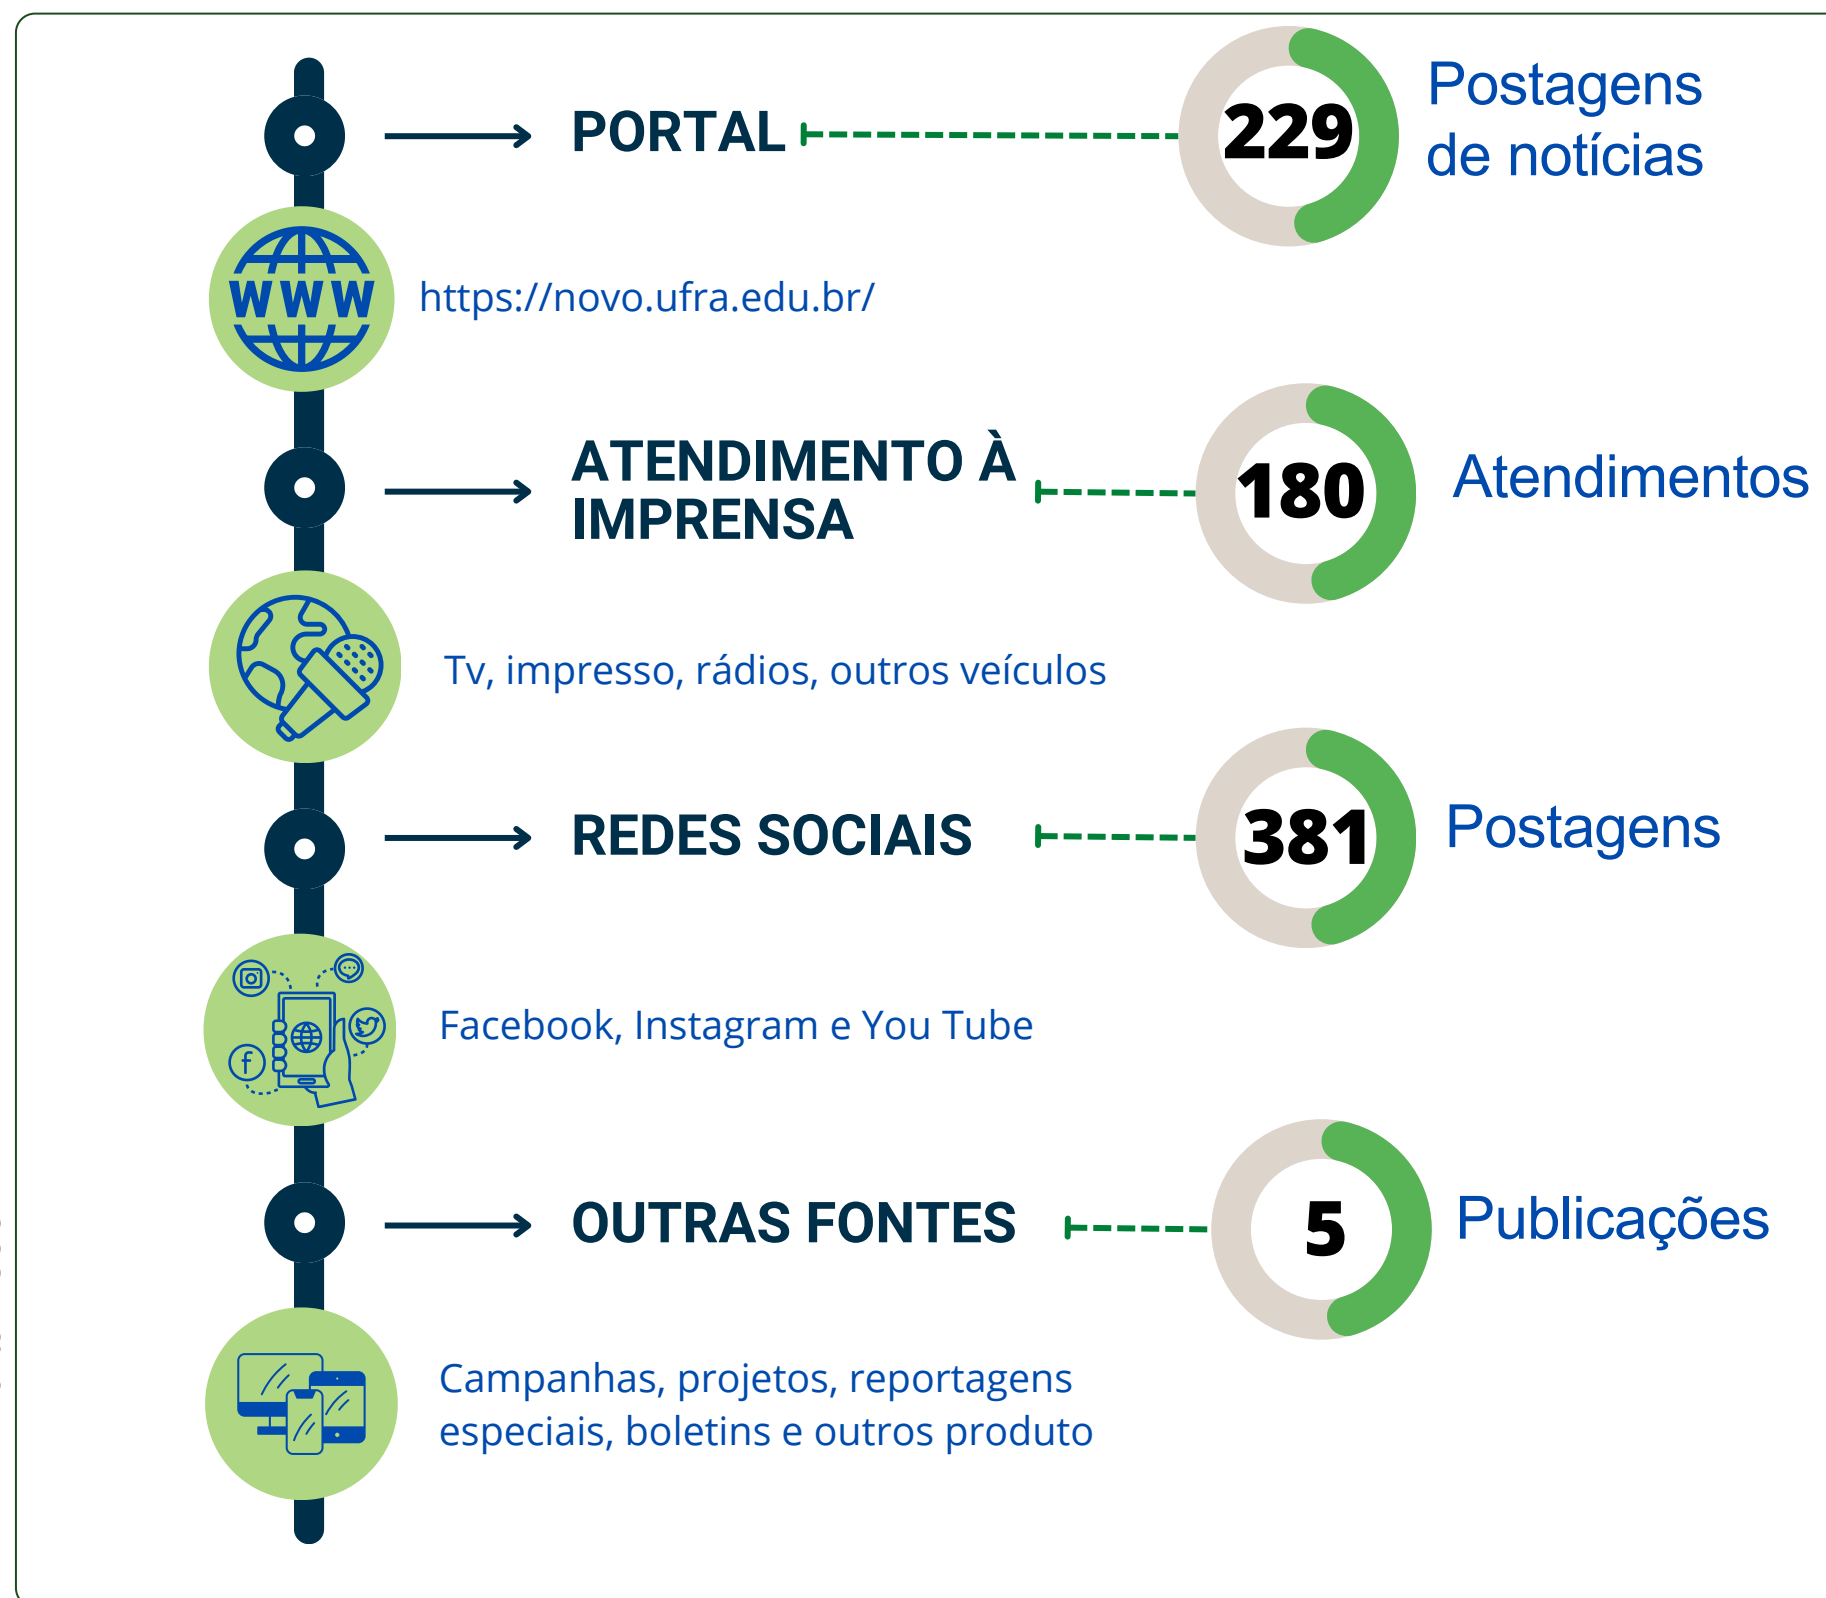 PORTAL
229
Postagens
de notícias
WWW
https://novo.ufra.edu.br/
ATENDIMENTO À
IMPRENSA
180
Atendimentos
Tv, impresso, rádios, outros veículos
REDES SOCIAIS
381
Postagens
f
Facebook, Instagram e You Tube
OUTRAS FONTES
5
Publicações
Campanhas, projetos, reportagens
especiais, boletins e outros produto